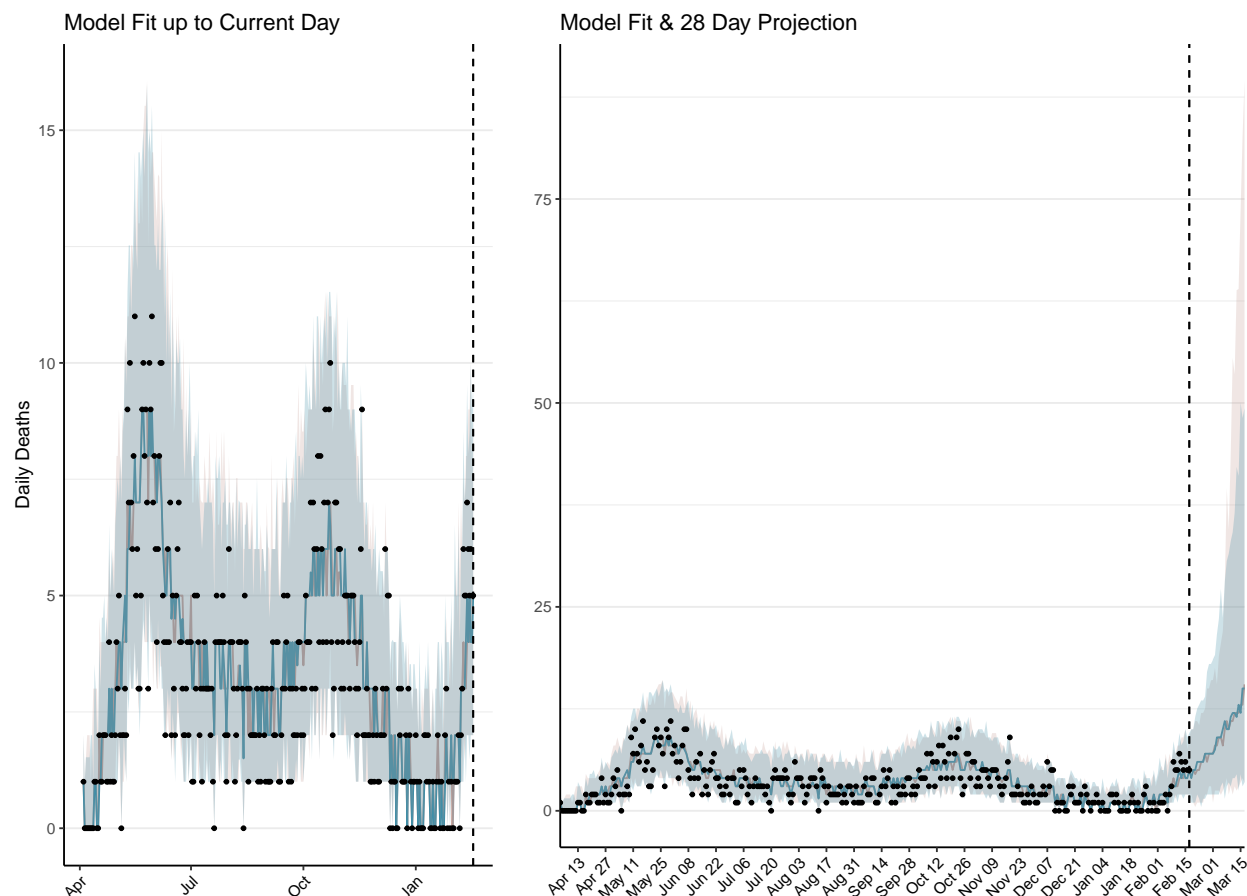 Model Fit up to Current Day
Daily Deaths
15
10
5
0
Apr
Jul
Oct
Jan
Model Fit & 28 Day Projection
75
50
25
0
Apr 13
Apr 27
May 11
May 25
Jun 08
Jun 22
Jul 06
Jul 20
Aug 03
Aug 17
Aug 31
Sep 14
Sep 28
Oct 12
Oct 26
Nov 09
Nov 23
Dec 07
Dec 21
Jan 04
Jan 18
Feb 01
Feb 15
Mar 01
Mar 15